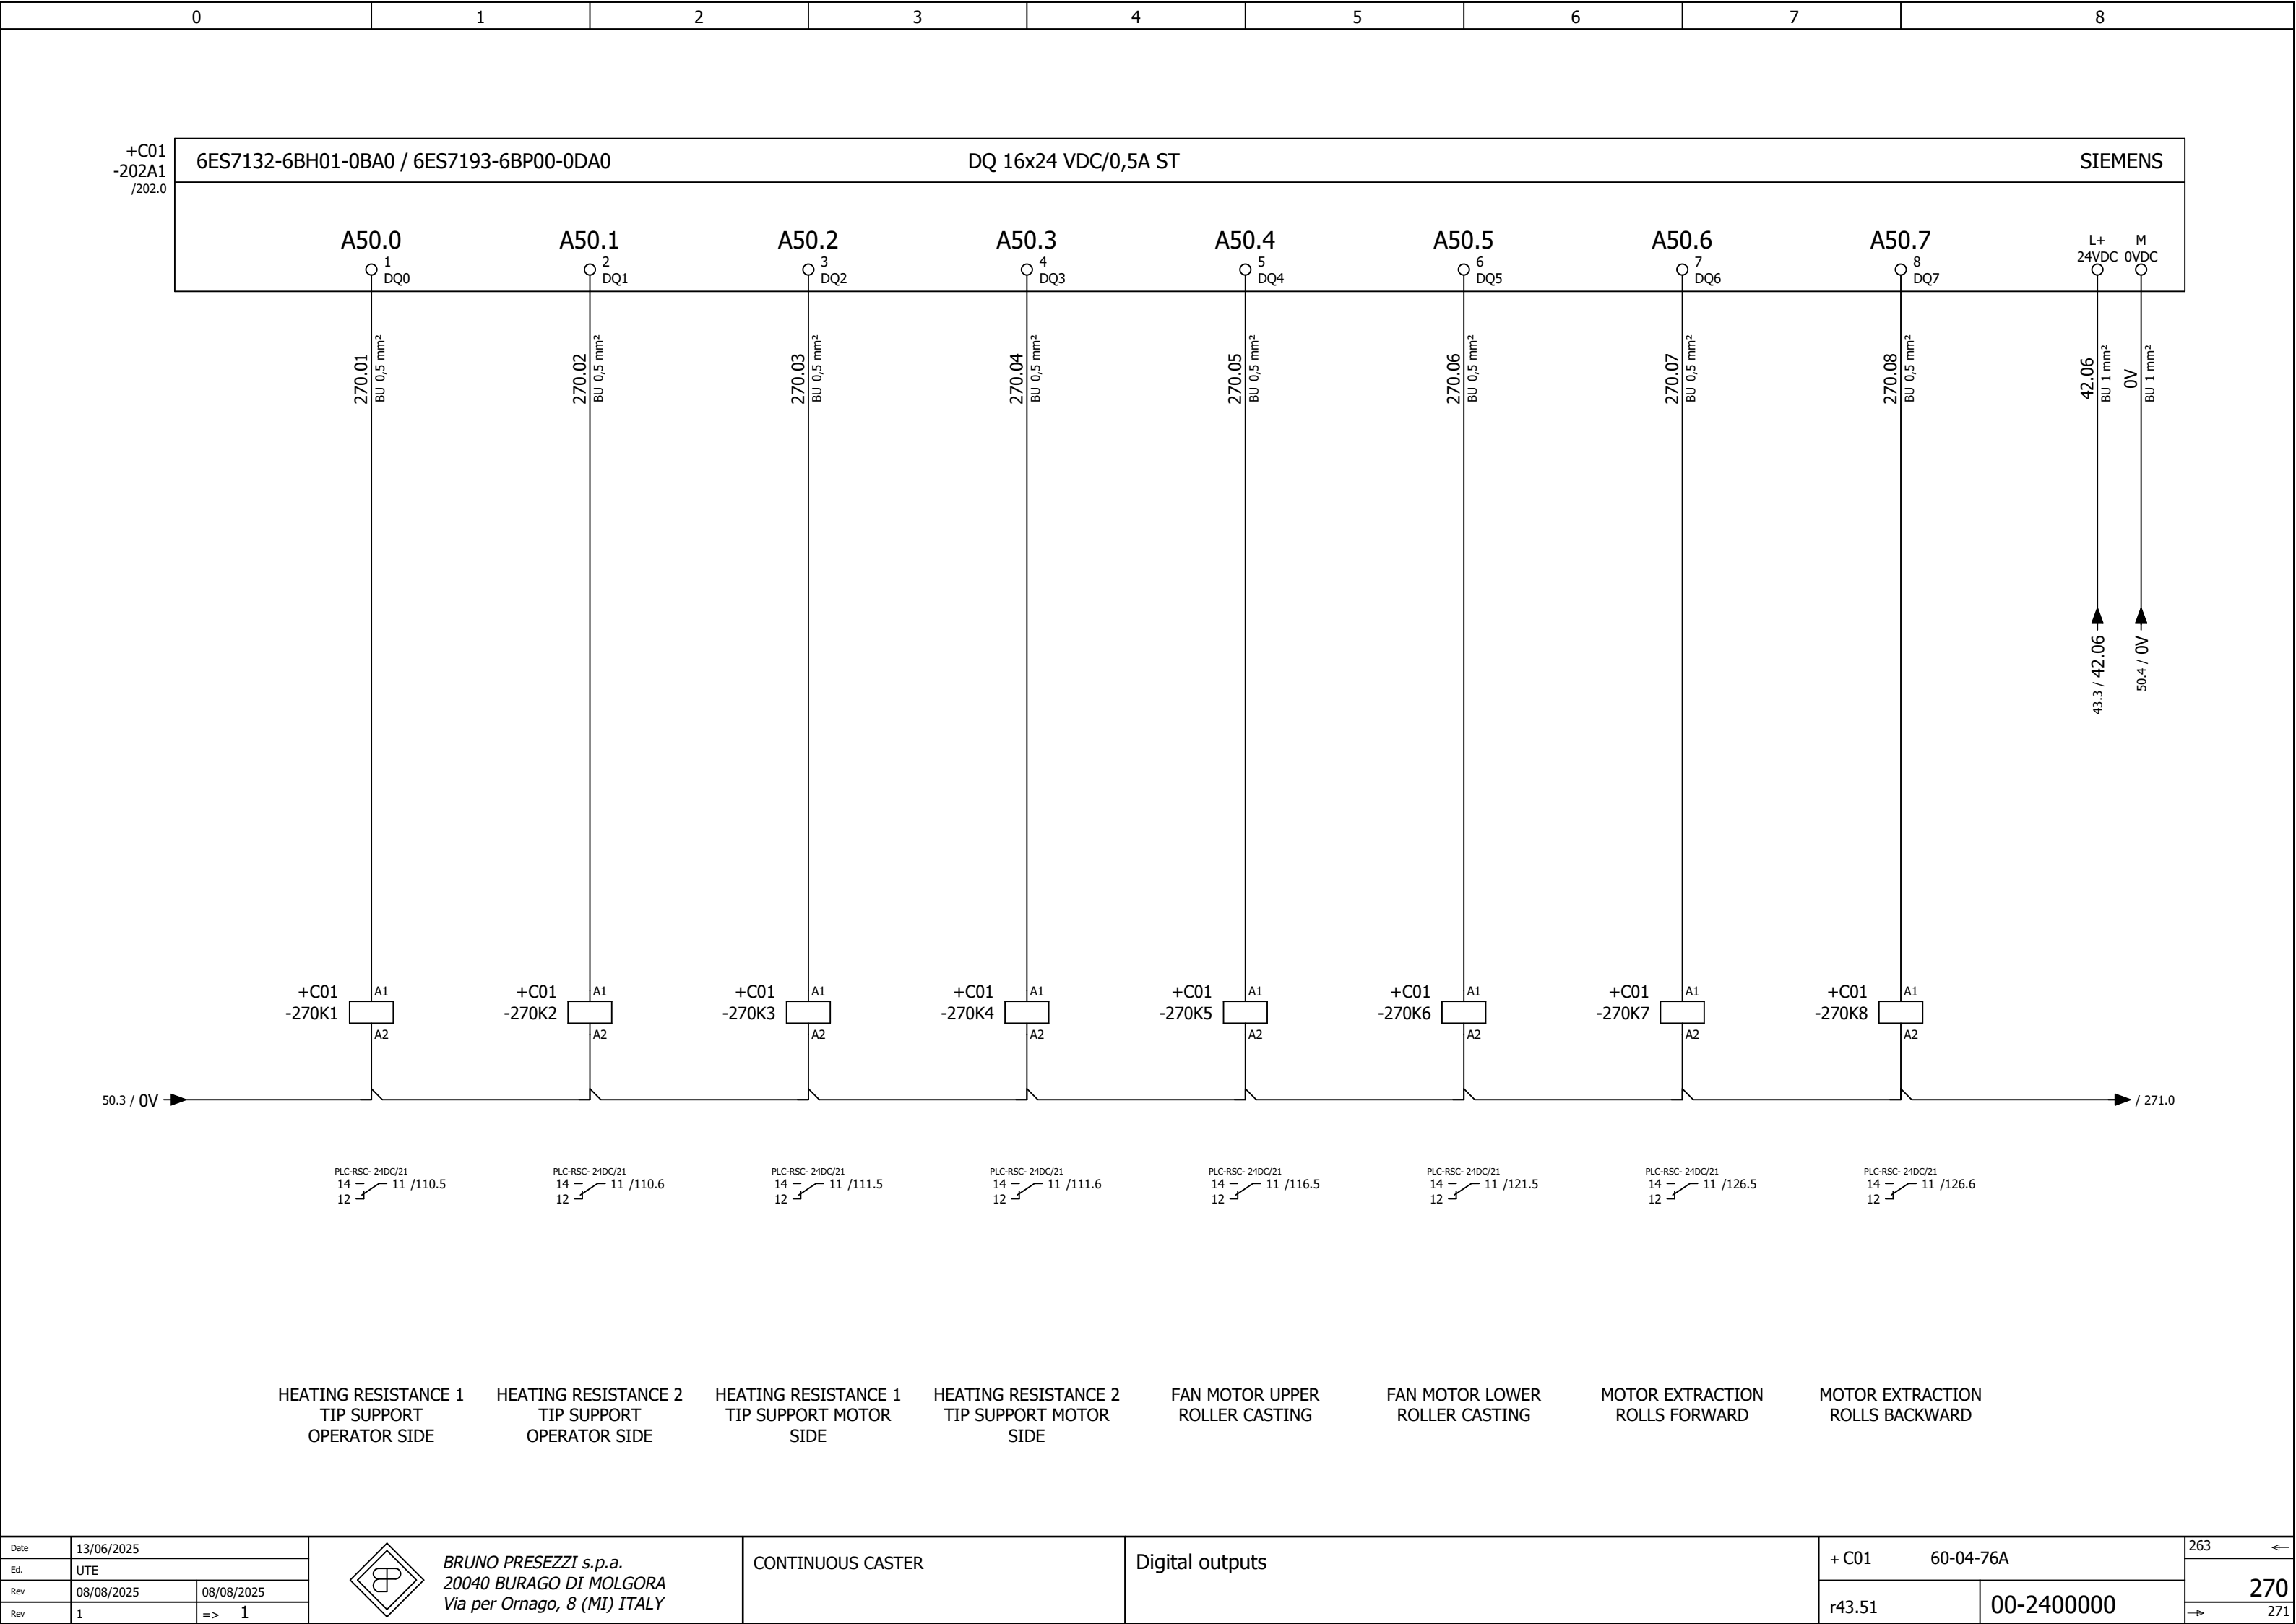 0 1 2 3 4 5 6 7 8
+C01
-202A1
/202.0
6ES7132-6BH01-0BA0 / 6ES7193-6BP00-0DA0 DQ 16x24 VDC/0,5A ST SIEMENS
A50.0 A50.1 A50.2 A50.3 A50.4 A50.5 A50.6 A50.7 L+ M
24VDC 0VDC
1 2 3 4 5 6 7 8
DQ0 DQ1 DQ2 DQ3 DQ4 DQ5 DQ6 DQ7
270.01
BU 0,5 mm²
270.02
BU 0,5 mm²
270.03
BU 0,5 mm²
270.04
BU 0,5 mm²
270.05
BU 0,5 mm²
270.06
BU 0,5 mm²
270.07
BU 0,5 mm²
270.08
BU 0,5 mm²
42.06
BU 1 mm²
0V
BU 1 mm²
43.3 / 42.06
50.4 / 0V
+C01 A1 +C01 A1 +C01 A1 +C01 A1 +C01 A1 +C01 A1 +C01 A1 +C01 A1
-270K1 -270K2 -270K3 -270K4 -270K5 -270K6 -270K7 -270K8
A2 A2 A2 A2 A2 A2 A2 A2
50.3 / 0V / 271.0
PLC-RSC- 24DC/21 PLC-RSC- 24DC/21 PLC-RSC- 24DC/21 PLC-RSC- 24DC/21 PLC-RSC- 24DC/21 PLC-RSC- 24DC/21 PLC-RSC- 24DC/21 PLC-RSC- 24DC/21
14 11 /110.5 14 11 /110.6 14 11 /111.5 14 11 /111.6 14 11 /116.5 14 11 /121.5 14 11 /126.5 14 11 /126.6
12 12 12 12 12 12 12 12
HEATING RESISTANCE 1
TIP SUPPORT
OPERATOR SIDE
HEATING RESISTANCE 2
TIP SUPPORT
OPERATOR SIDE
HEATING RESISTANCE 1
TIP SUPPORT MOTOR
SIDE
HEATING RESISTANCE 2
TIP SUPPORT MOTOR
SIDE
FAN MOTOR UPPER
ROLLER CASTING
FAN MOTOR LOWER
ROLLER CASTING
MOTOR EXTRACTION
ROLLS FORWARD
MOTOR EXTRACTION
ROLLS BACKWARD
Date 13/06/2025
Ed. UTE
Rev 08/08/2025 08/08/2025
Rev 1 => 1
BP
BRUNO PRESEZZI s.p.a.
20040 BURAGO DI MOLGORA
Via per Ornago, 8 (MI) ITALY
CONTINUOUS CASTER
Digital outputs
+ C01 60-04-76A
r43.51 00-2400000
263
270
271